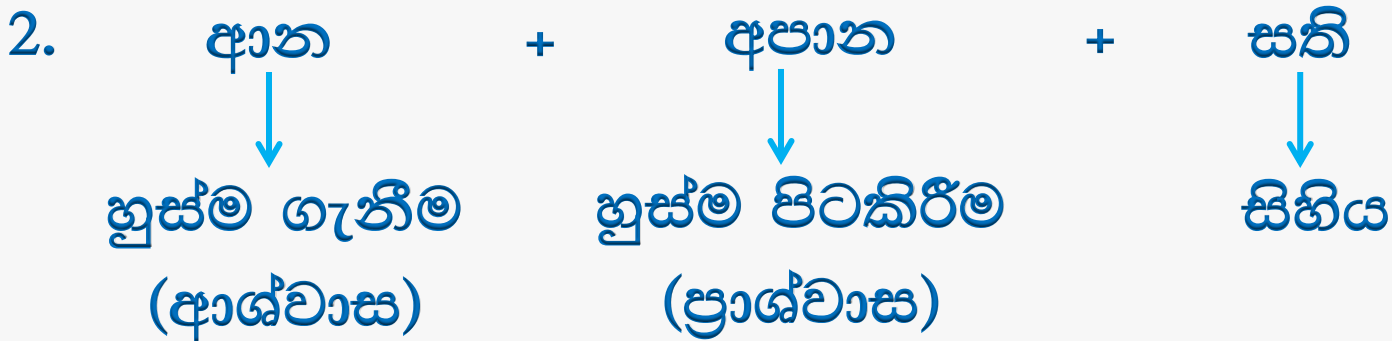 2. ආන + අපාන + සති
හුස්ම ගැනීම හුස්ම පිටකිරීම සිහිය
(ආශ්වාස) (ප්‍රාශ්වාස)